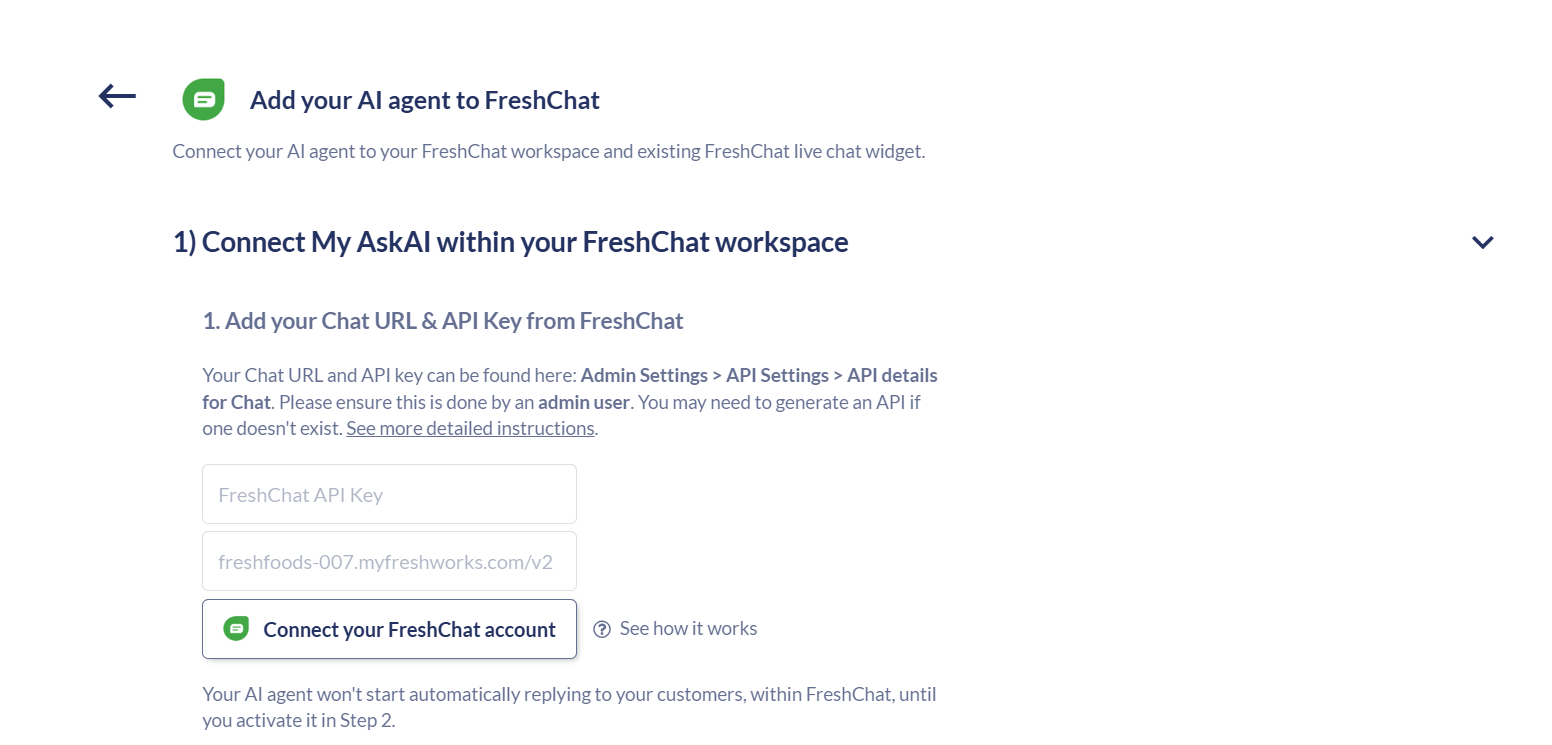 Add your AI agent to FreshChat
Connect your AI agent to your FreshChat workspace and existing FreshChat live chat widget.
1) Connect My AskAI within your FreshChat workspace
1. Add your Chat URL & API Key from FreshChat
Your Chat URL and API key can be found here: Admin Settings > API Settings > API details
for Chat. Please ensure this is done by an admin user. You may need to generate an API if
one doesn't exist. See more detailed instructions.
FreshChat API Key
freshfoods-007.myfreshworks.com/v2
Connect your FreshChat account
See how it works
Your AI agent won't start automatically replying to your customers, within FreshChat, until
you activate it in Step 2.